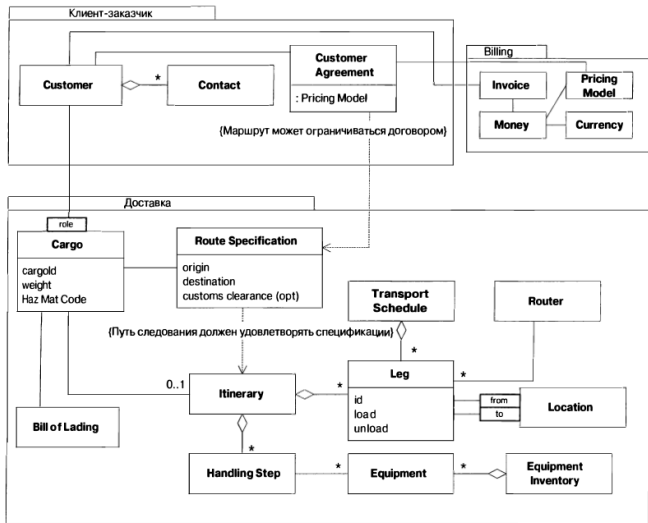 Клиент-заказчик
Customer
*
Contact
Customer
Agreement
: Pricing Model
{Маршрут может ограничиваться договором}
Billing
Invoice
Pricing
Model
Money
Currency
Доставка
role
Cargo
cargoId
weight
Haz Mat Code
Route Specification
origin
destination
customs clearance (opt)
{Путь следования должен удовлетворять спецификации}
Transport
Schedule
*
Router
*
0..1
Itinerary
*
Leg
id
load
unload
from
to
Location
Bill of Lading
*
Handling Step
*
Equipment
*
Equipment
Inventory